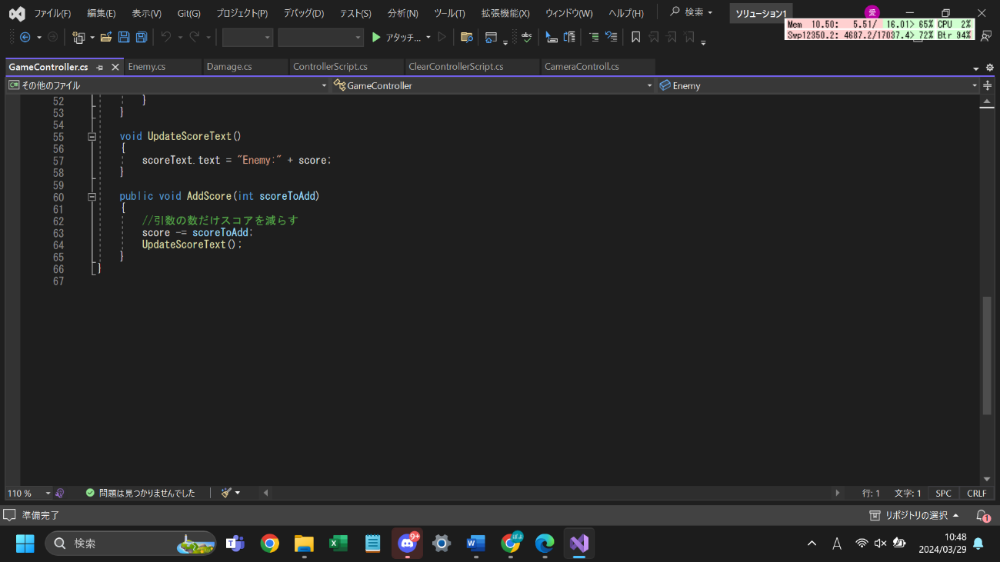 ファイル(F) 編集(E) 表示(V) Git(G) プロジェクト(P) デバッグ(D) テスト(S) 分析(N) ツール(T) 拡張機能(X) ウィンドウ(W) ヘルプ(H) 検索 ソリューション1 愛
Mem 10.50: 5.51/ 16.01> 65% CPU 2%
Swp12350.2: 4687.2/17037.4> 72% Btr 94%
アタッチ...
GameController.cs Enemy.cs Damage.cs ControllerScript.cs ClearControllerScript.cs CameraControll.cs
その他のファイル GameController Enemy
52 }
53 }
54
55 void UpdateScoreText()
56 {
57 scoreText.text = "Enemy:" + score;
58 }
59
60 public void AddScore(int scoreToAdd)
61 {
62 //引数の数だけスコアを減らす
63 score -= scoreToAdd;
64 UpdateScoreText();
65 }
66 }
67
110 % 問題は見つかりませんでした 行: 1 文字: 1 SPC CRLF
準備完了 リポジトリの選択 1
検索 9+ A 10:48
2024/03/29